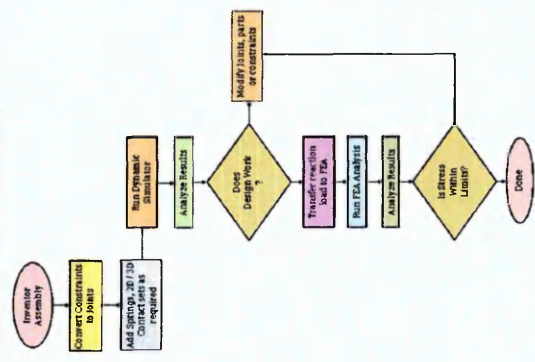 Inventor
Assembly
Convert Constraints
to Joints
Add Springs, 2D / 3D
Contact sets as
required
Run Dynamic
Simulator
Analyze Results
Does
Design Work
?
Modify Joints, parts
or constraints
Transfer reaction
load to FEA
Run FEA Analysis
Analyze Results
Is Stress
Within
Limits?
Done